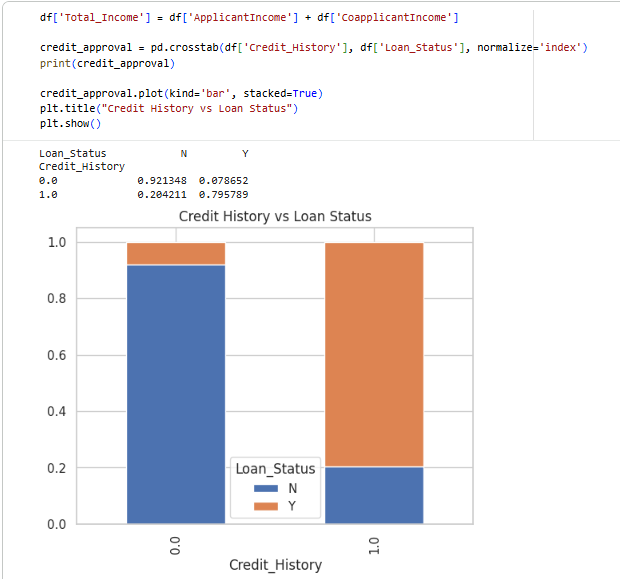 df['Total_Income'] = df['ApplicantIncome'] + df['CoapplicantIncome']
credit_approval = pd.crosstab(df['Credit_History'], df['Loan_Status'], normalize='index')
print(credit_approval)
credit_approval.plot(kind='bar', stacked=True)
plt.title("Credit History vs Loan Status")
plt.show()
Loan_Status N Y
Credit_History
0.0 0.921348 0.078652
1.0 0.204211 0.795789
Credit History vs Loan Status
1.0
0.8
0.6
0.4
0.2
0.0
Loan_Status
N
Y
0.0
1.0
Credit_History